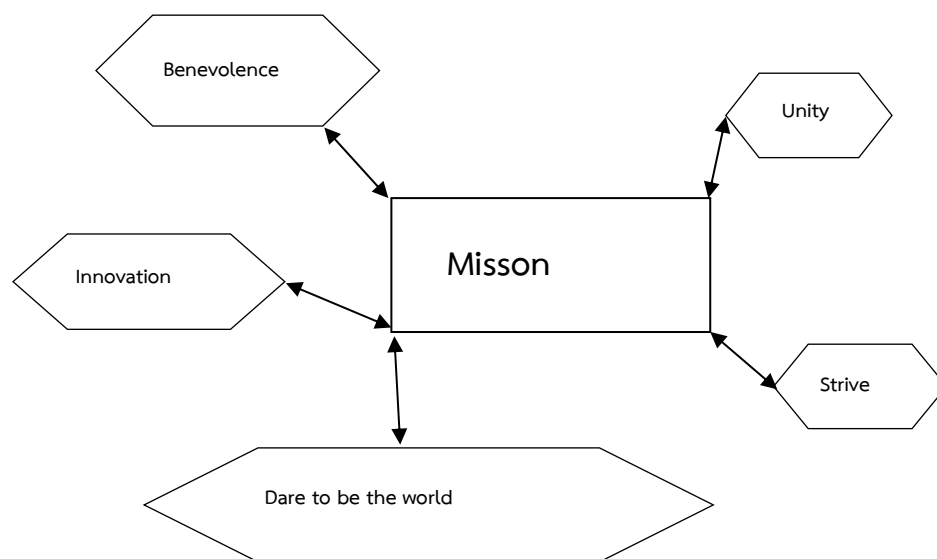 Benevolence
Unity
Misson
Innovation
Strive
Dare to be the world